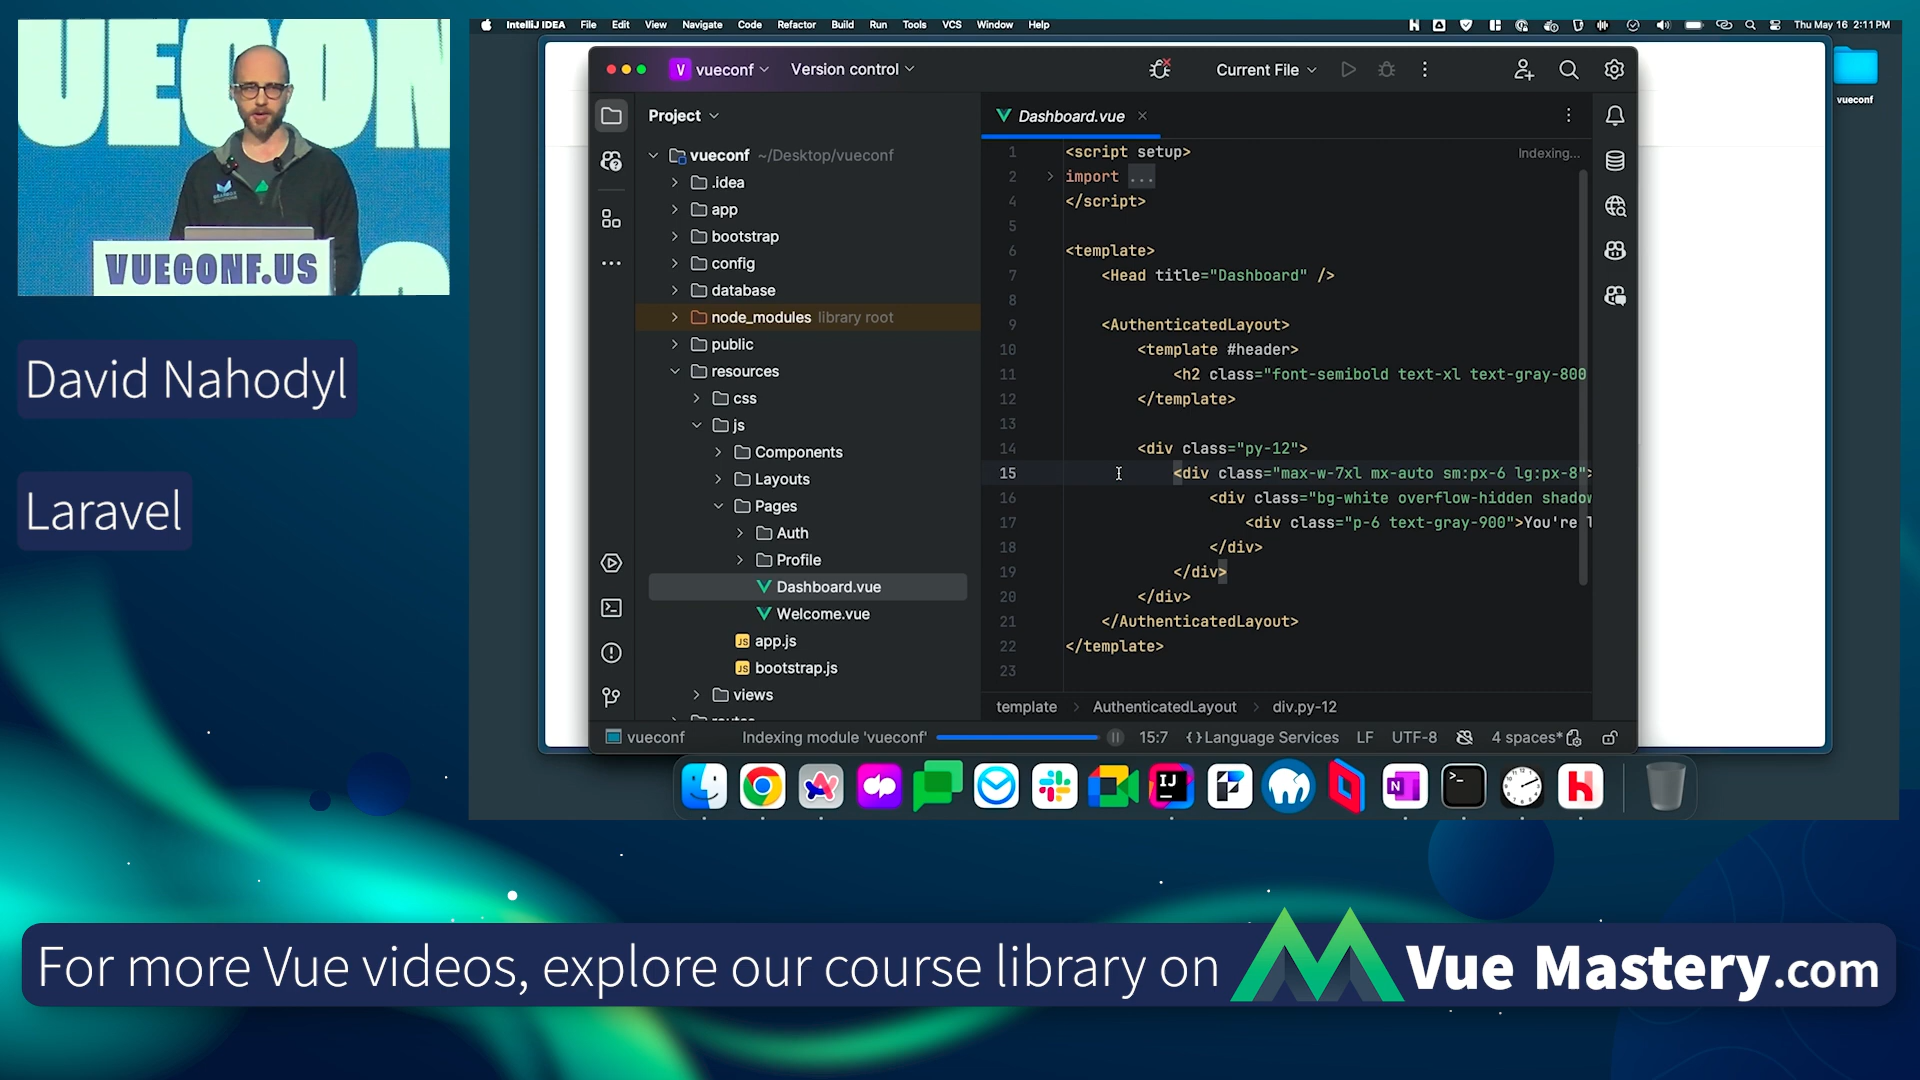 IntelliJ IDEA File Edit View Navigate Code Refactor Build Run Tools VCS Window Help
Thu May 16 2:11 PM
vueconf
VUECONF.US
David Nahodyl
Laravel
V vueconf Version control
Current File
Project
vueconf ~/Desktop/vueconf
.idea
app
bootstrap
config
database
node_modules library root
public
resources
css
js
Components
Layouts
Pages
Auth
Profile
Dashboard.vue
Welcome.vue
JS app.js
JS bootstrap.js
views
Dashboard.vue
Indexing...
1 <script setup>
2 import ...
4 </script>
5
6 <template>
7 <Head title="Dashboard" />
8
9 <AuthenticatedLayout>
10 <template #header>
11 <h2 class="font-semibold text-xl text-gray-800
12 </template>
13
14 <div class="py-12">
15 <div class="max-w-7xl mx-auto sm:px-6 lg:px-8">
16 <div class="bg-white overflow-hidden shadow
17 <div class="p-6 text-gray-900">You're l
18 </div>
19 </div>
20 </div>
21 </AuthenticatedLayout>
22 </template>
23
template > AuthenticatedLayout > div.py-12
vueconf Indexing module 'vueconf' 15:7 {} Language Services LF UTF-8 4 spaces*
IJ
N
For more Vue videos, explore our course library on Vue Mastery.com